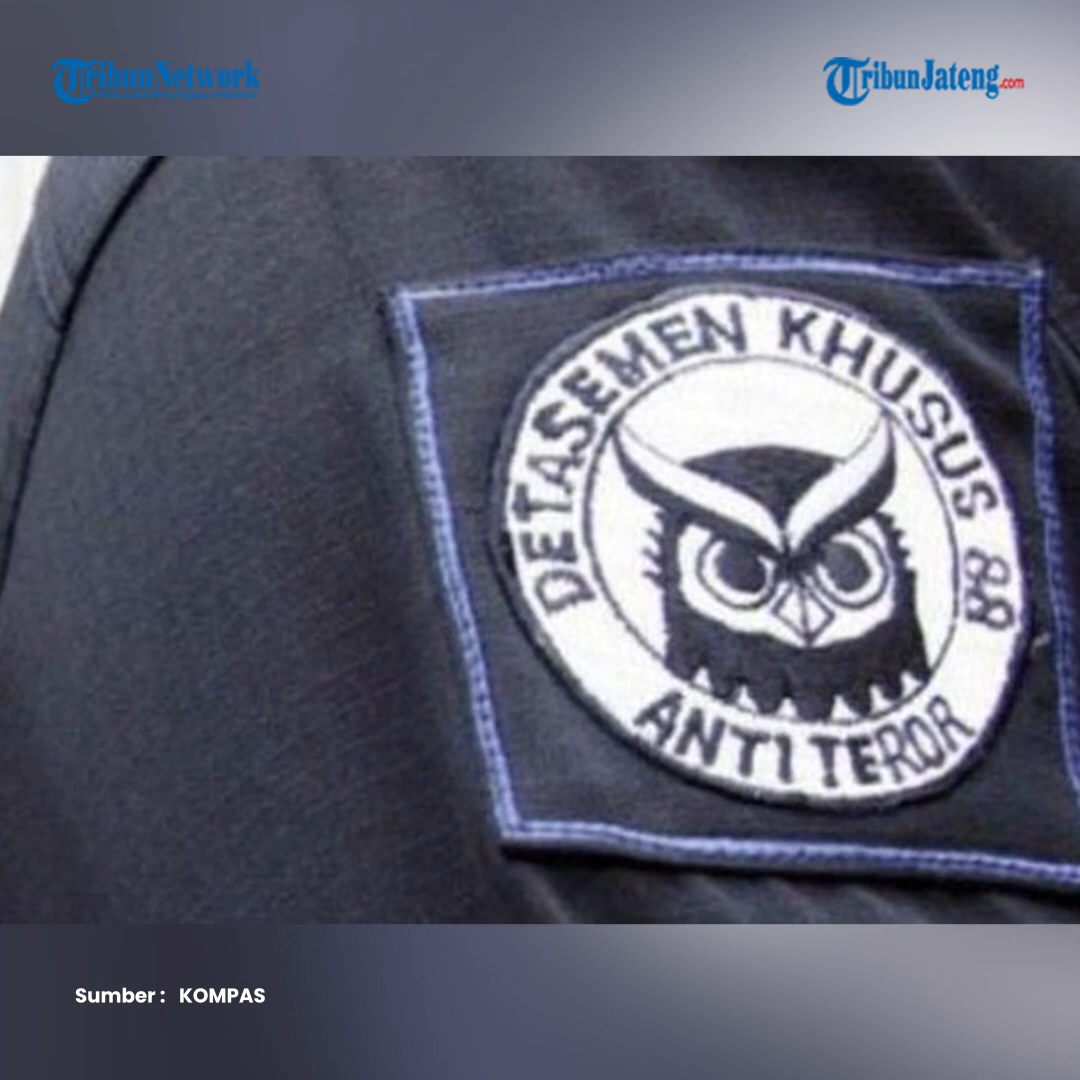 TribunNetwork
TribunJateng.com
DETASEMEN KHUSUS 88
ANTI TEROR
Sumber : KOMPAS